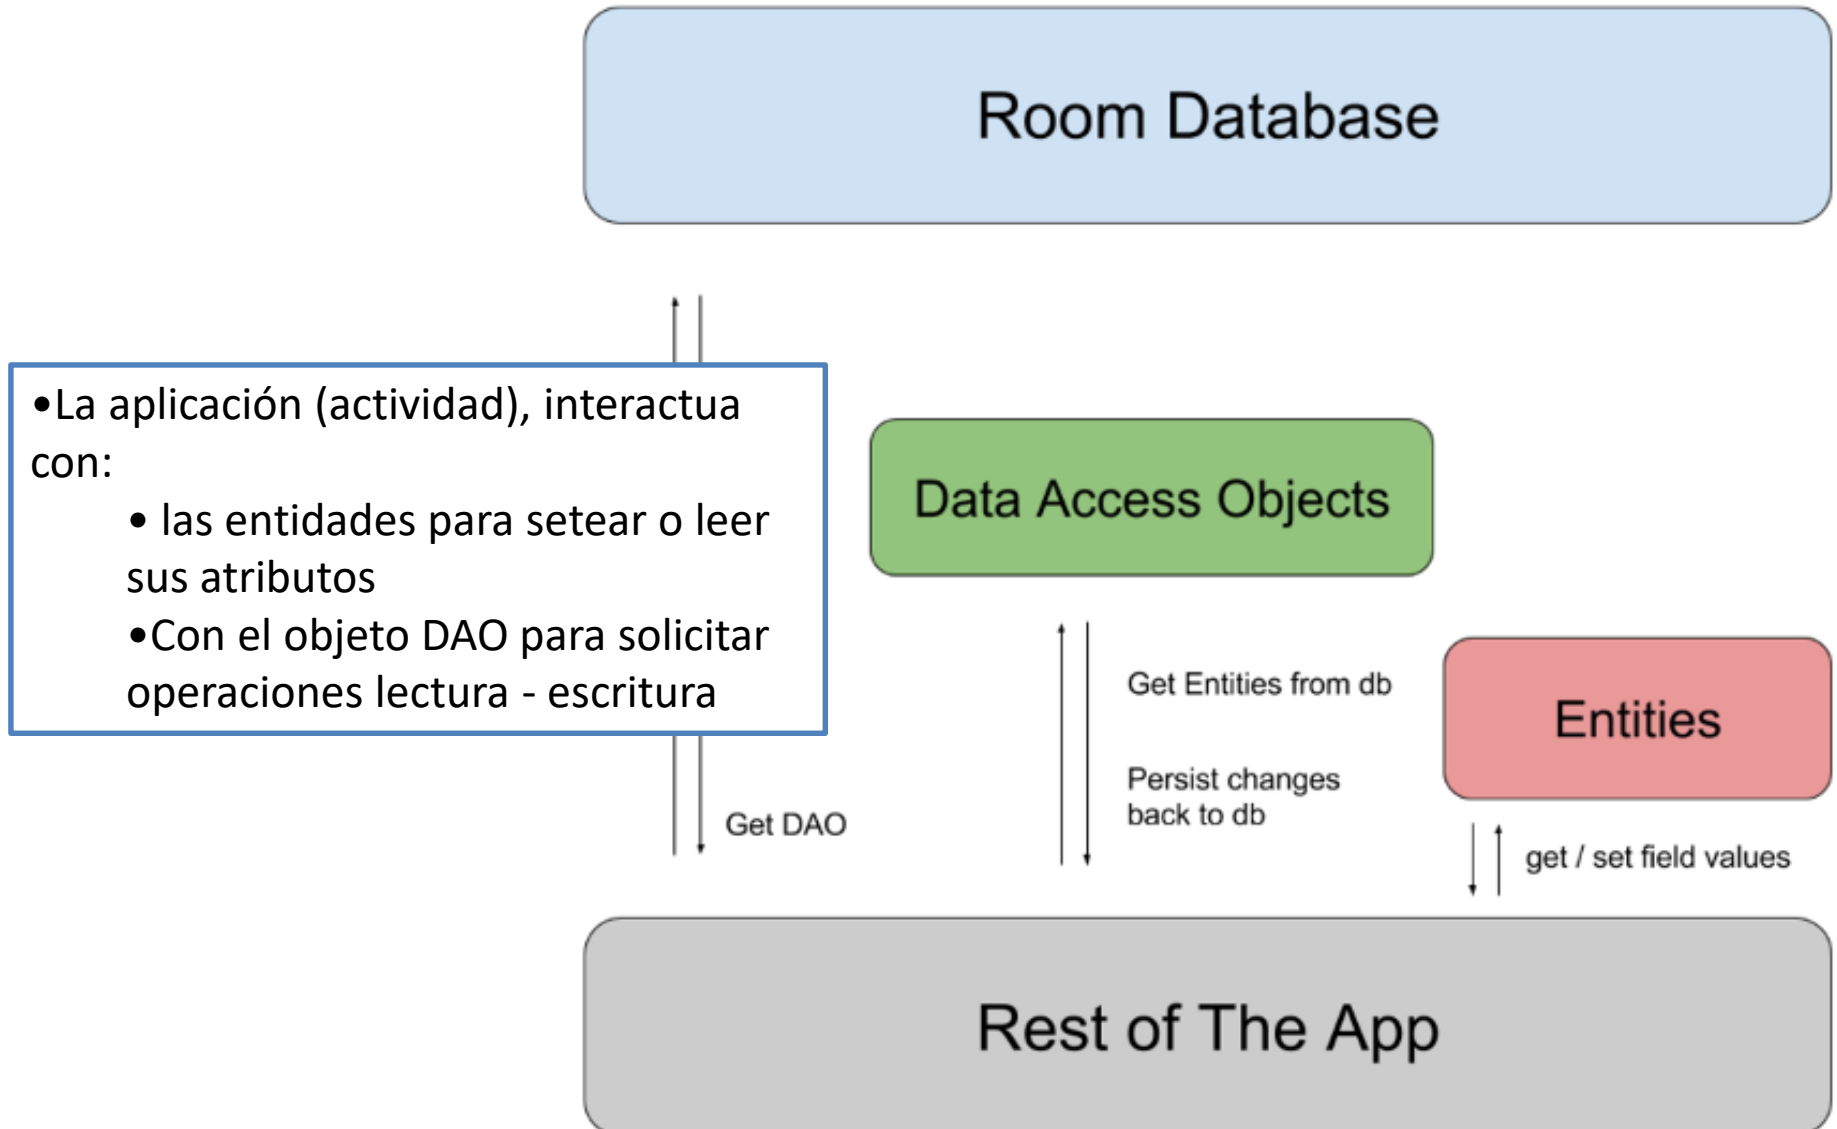 Room Database
•La aplicación (actividad), interactua
con:
• las entidades para setear o leer
sus atributos
•Con el objeto DAO para solicitar
operaciones lectura - escritura
Data Access Objects
Get Entities from db
Persist changes
back to db
Entities
Get DAO
get / set field values
Rest of The App